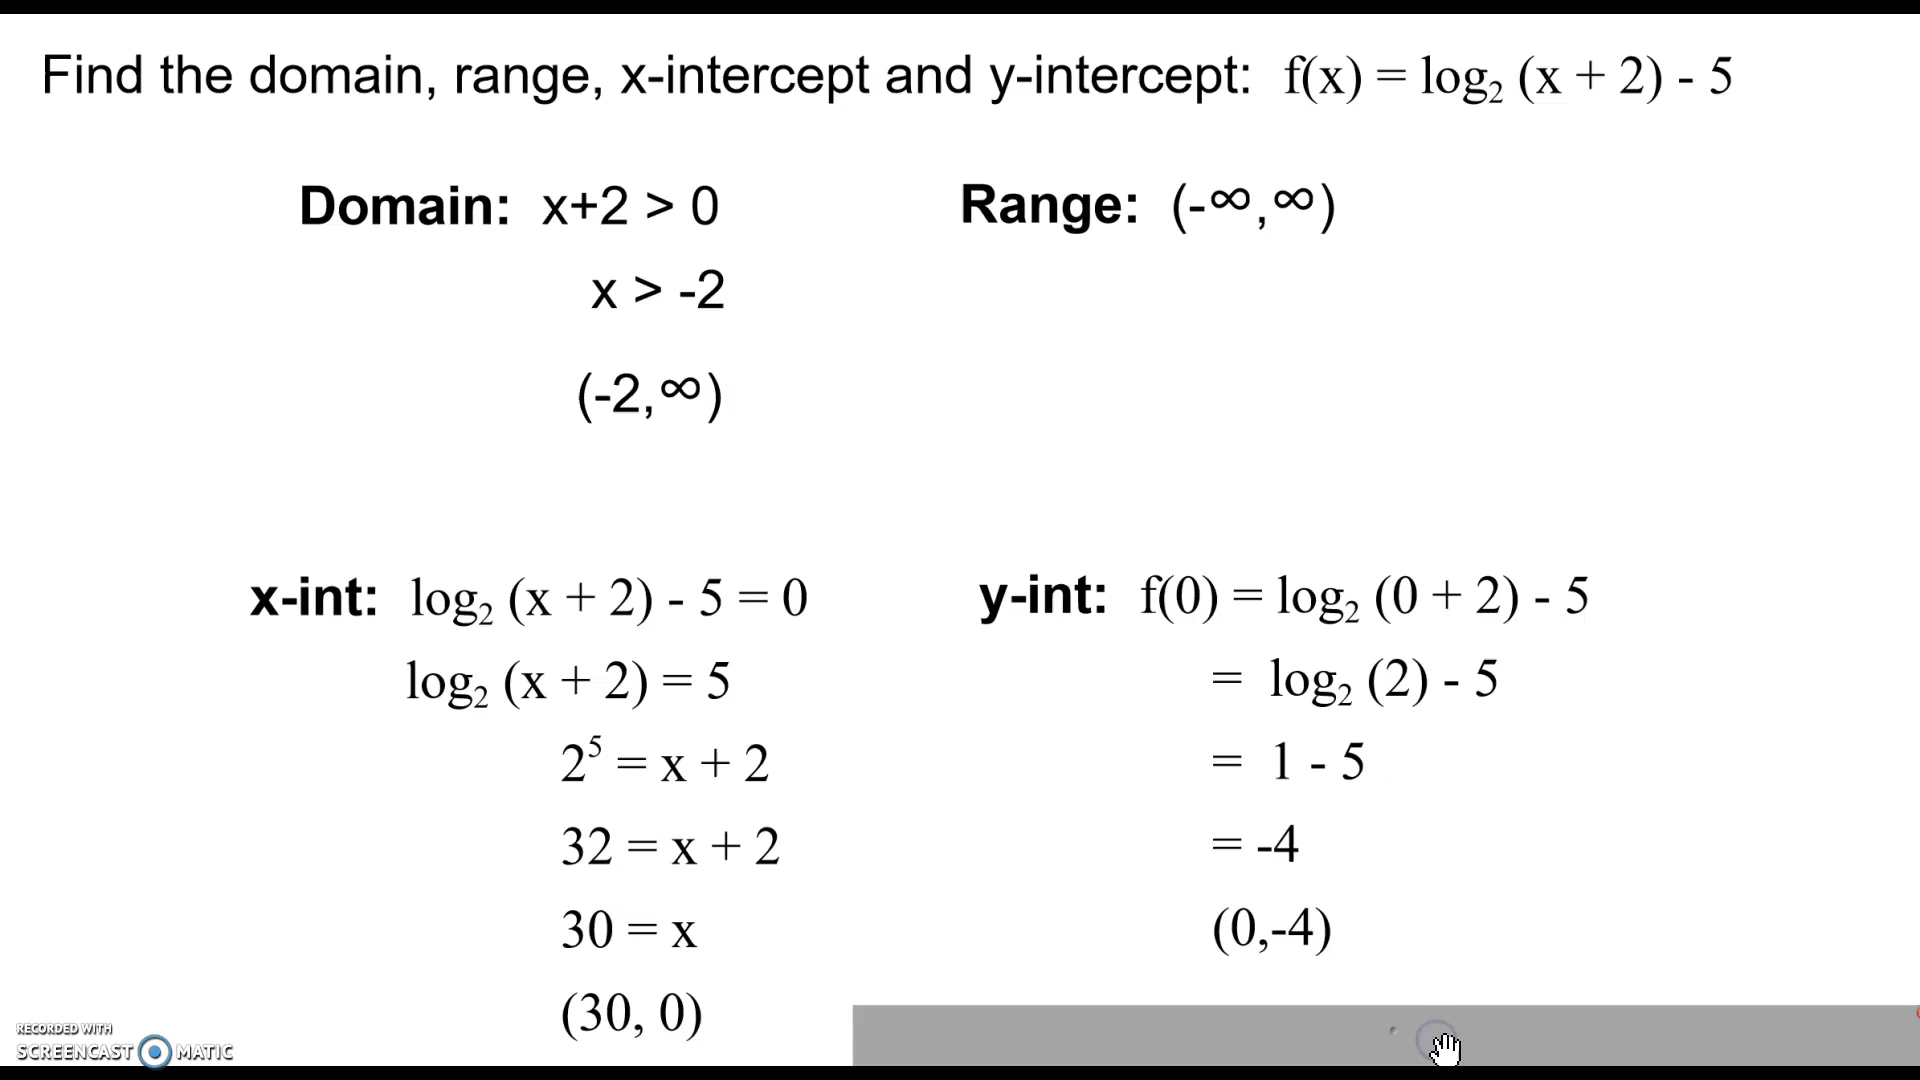 Find the domain, range, x-intercept and y-intercept: f(x) = log₂ (x + 2) - 5
Domain: x+2 > 0
x > -2
(-2,∞)
Range: (-∞,∞)
x-int: log₂ (x + 2) - 5 = 0
log₂ (x + 2) = 5
2⁵ = x + 2
32 = x + 2
30 = x
(30, 0)
y-int: f(0) = log₂ (0 + 2) - 5
= log₂ (2) - 5
= 1 - 5
= -4
(0,-4)
RECORDED WITH
SCREENCAST MATIC